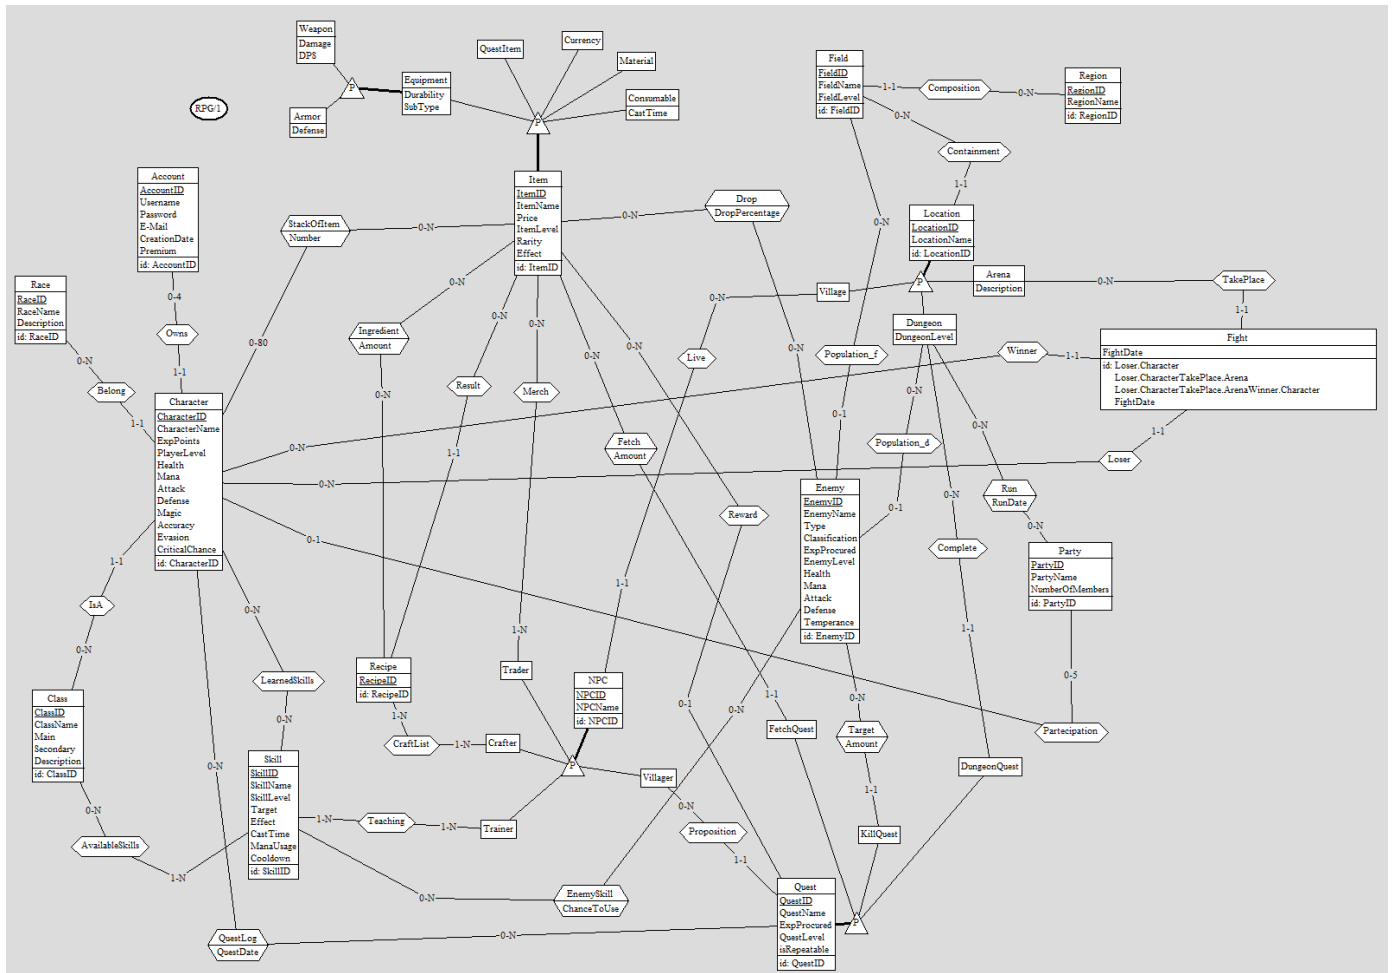 Weapon
Damage
DPS
QuestItem
Currency
Material
P
Equipment
Durability
SubType
Consumable
CastTime
RPG/1
Armor
Defense
P
Field
FieldID
FieldName
FieldLevel
id: FieldID
1-1
Composition
0-N
Region
RegionID
RegionName
id: RegionID
0-N
Containment
1-1
Account
AccountID
Username
Password
E-Mail
CreationDate
Premium
id: AccountID
Item
ItemID
ItemName
Price
ItemLevel
Rarity
Effect
id: ItemID
StackOfItem
Number
0-N
0-N
Drop
DropPercentage
0-N
Location
LocationID
LocationName
id: LocationID
P
Arena
Description
0-N
TakePlace
1-1
Race
RaceID
RaceName
Description
id: RaceID
0-4
Owns
1-1
0-N
Belong
1-1
0-80
0-N
Ingredient
Amount
0-N
0-N
0-N
0-N
0-N
Village
0-N
Live
Dungeon
DungeonLevel
Winner
1-1
Fight
FightDate
id: Loser.Character
Loser.CharacterTakePlace.Arena
Loser.CharacterTakePlace.ArenaWinner.Character
FightDate
0-N
Population_f
0-1
Result
Merch
Character
CharacterID
CharacterName
ExpPoints
PlayerLevel
Health
Mana
Attack
Defense
Magic
Accuracy
Evasion
CriticalChance
id: CharacterID
0-N
0-N
0-N
1-1
Fetch
Amount
0-N
Population_d
0-1
0-N
1-1
Loser
0-N
0-1
Reward
Enemy
EnemyID
EnemyName
Type
Classification
ExpProcured
EnemyLevel
Health
Mana
Attack
Defense
Temperance
id: EnemyID
0-N
Complete
1-1
Run
RunDate
0-N
Party
PartyID
PartyName
NumberOfMembers
id: PartyID
0-5
Partecipation
1-1
IsA
0-N
0-N
LearnedSkills
0-N
1-1
1-N
Recipe
RecipeID
id: RecipeID
1-N
CraftList
1-N
Crafter
Trader
NPC
NPCID
NPCName
id: NPCID
P
0-1
1-1
FetchQuest
0-N
0-N
Target
Amount
1-1
KillQuest
DungeonQuest
Class
ClassID
ClassName
Main
Secondary
Description
id: ClassID
0-N
AvailableSkills
1-N
0-N
Skill
SkillID
SkillName
SkillLevel
Target
Effect
CastTime
ManaUsage
Cooldown
id: SkillID
1-N
Teaching
1-N
Trainer
Villager
0-N
Proposition
1-1
0-N
EnemySkill
ChanceToUse
Quest
QuestID
QuestName
ExpProcured
QuestLevel
isRepeatable
id: QuestID
P
QuestLog
QuestDate
0-N